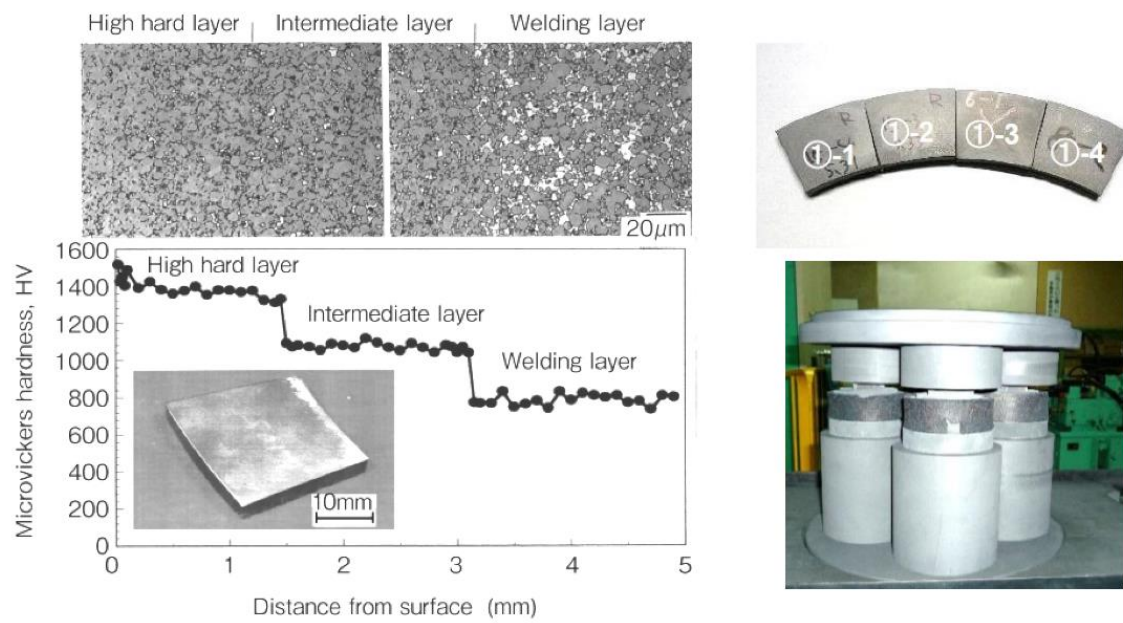 High hard layer
Intermediate layer
Welding layer
20μm
1600
1400
1200
1000
800
600
400
200
0
Microvickers hardness, HV
High hard layer
Intermediate layer
Welding layer
10mm
0
1
2
3
4
5
Distance from surface (mm)
R
R
6-1
①-1
①-2
①-3
①-4